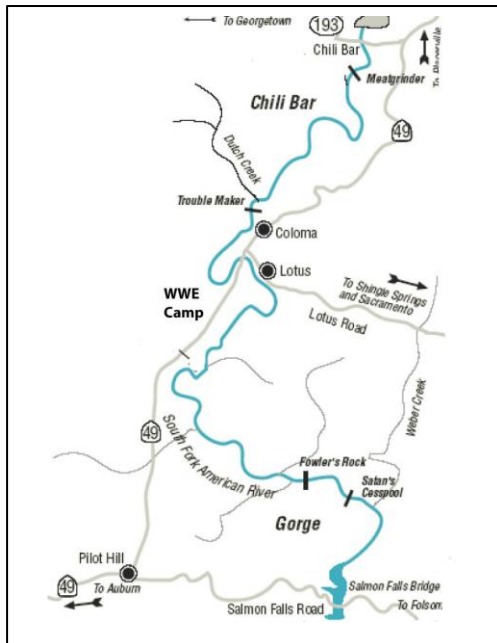 To Georgetown
193
Chili Bar
To Placerville
Meatgrinder
Chili Bar
49
Dutch Creek
Trouble Maker
Coloma
Lotus
To Shingle Springs
and Sacramento
WWE
Camp
Lotus Road
Weber Creek
49
South Fork American River
Fowler's Rock
Satan's
Cesspool
Gorge
Pilot Hill
49
To Auburn
Salmon Falls Bridge
Salmon Falls Road
To Folsom